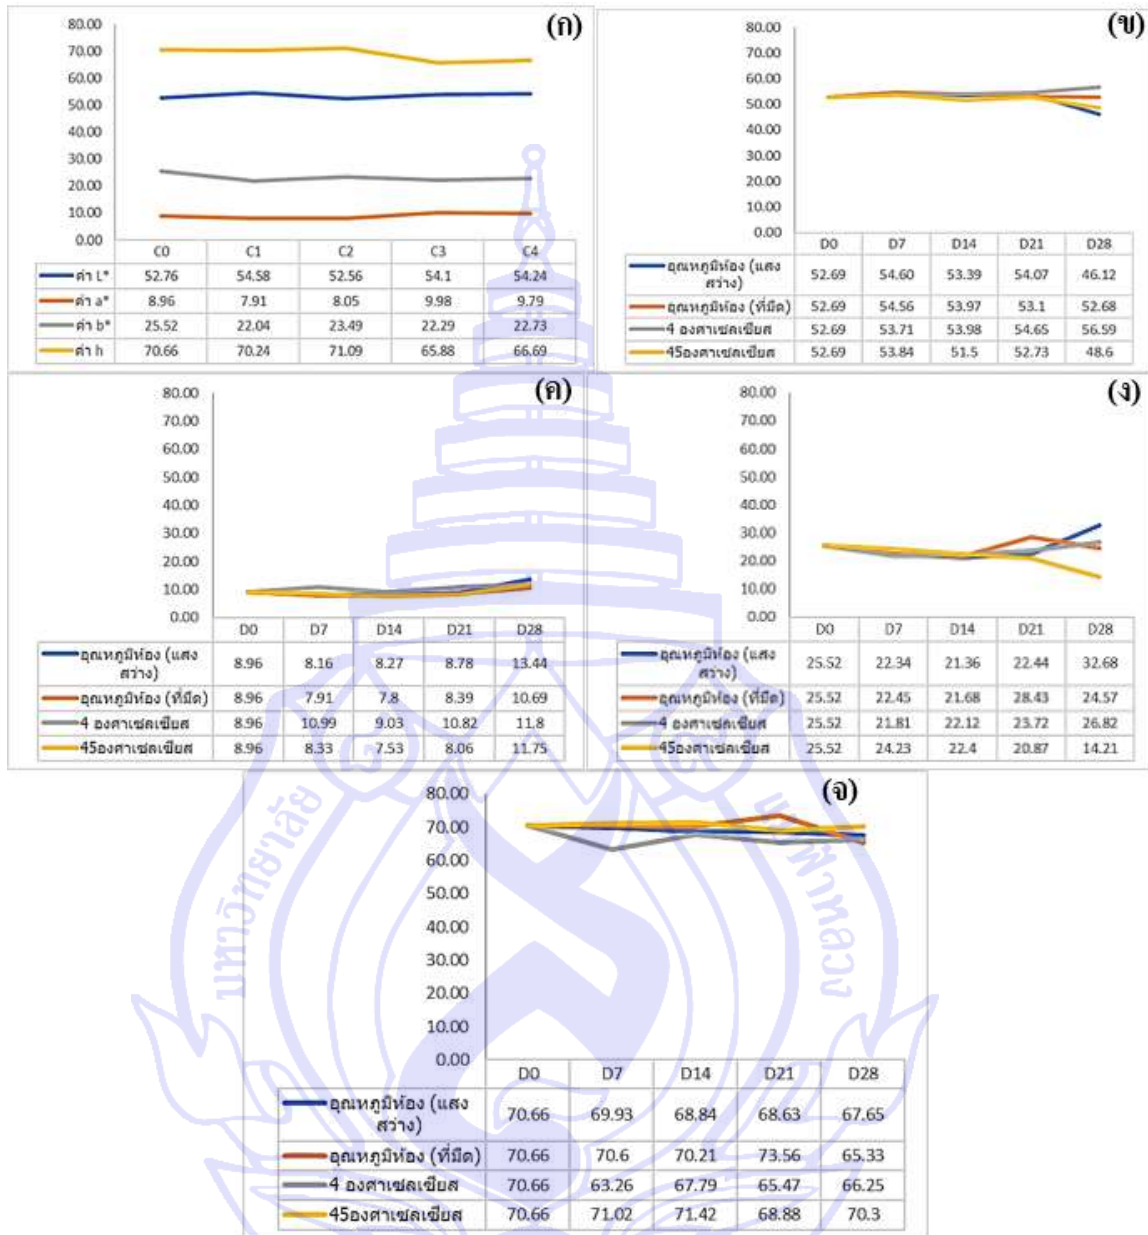 (ก)
80.00
70.00
60.00
50.00
40.00
30.00
20.00
10.00
0.00
C0 C1 C2 C3 C4
ค่า L* 52.76 54.58 52.56 54.1 54.24
ค่า a* 8.96 7.91 8.05 9.98 9.79
ค่า b* 25.52 22.04 23.49 22.29 22.73
ค่า h 70.66 70.24 71.09 65.88 66.69
(ข)
80.00
70.00
60.00
50.00
40.00
30.00
20.00
10.00
0.00
D0 D7 D14 D21 D28
อุณหภูมิห้อง (แสง
สว่าง) 52.69 54.60 53.39 54.07 46.12
อุณหภูมิห้อง (ที่มืด) 52.69 54.56 53.97 53.1 52.68
4 องศาเซลเซียส 52.69 53.71 53.98 54.65 56.59
45องศาเซลเซียส 52.69 53.84 51.5 52.73 48.6
(ค)
80.00
70.00
60.00
50.00
40.00
30.00
20.00
10.00
0.00
D0 D7 D14 D21 D28
อุณหภูมิห้อง (แสง
สว่าง) 8.96 8.16 8.27 8.78 13.44
อุณหภูมิห้อง (ที่มืด) 8.96 7.91 7.8 8.39 10.69
4 องศาเซลเซียส 8.96 10.99 9.03 10.82 11.8
45องศาเซลเซียส 8.96 8.33 7.53 8.06 11.75
(ง)
80.00
70.00
60.00
50.00
40.00
30.00
20.00
10.00
0.00
D0 D7 D14 D21 D28
อุณหภูมิห้อง (แสง
สว่าง) 25.52 22.34 21.36 22.44 32.68
อุณหภูมิห้อง (ที่มืด) 25.52 22.45 21.68 28.43 24.57
4 องศาเซลเซียส 25.52 21.81 22.12 23.72 26.82
45องศาเซลเซียส 25.52 24.23 22.4 20.87 14.21
(จ)
80.00
70.00
60.00
50.00
40.00
30.00
20.00
10.00
0.00
D0 D7 D14 D21 D28
อุณหภูมิห้อง (แสง
สว่าง) 70.66 69.93 68.84 68.63 67.65
อุณหภูมิห้อง (ที่มืด) 70.66 70.6 70.21 73.56 65.33
4 องศาเซลเซียส 70.66 63.26 67.79 65.47 66.25
45องศาเซลเซียส 70.66 71.02 71.42 68.88 70.3
มหาวิทยาลัย
แม่ฟ้าหลวง